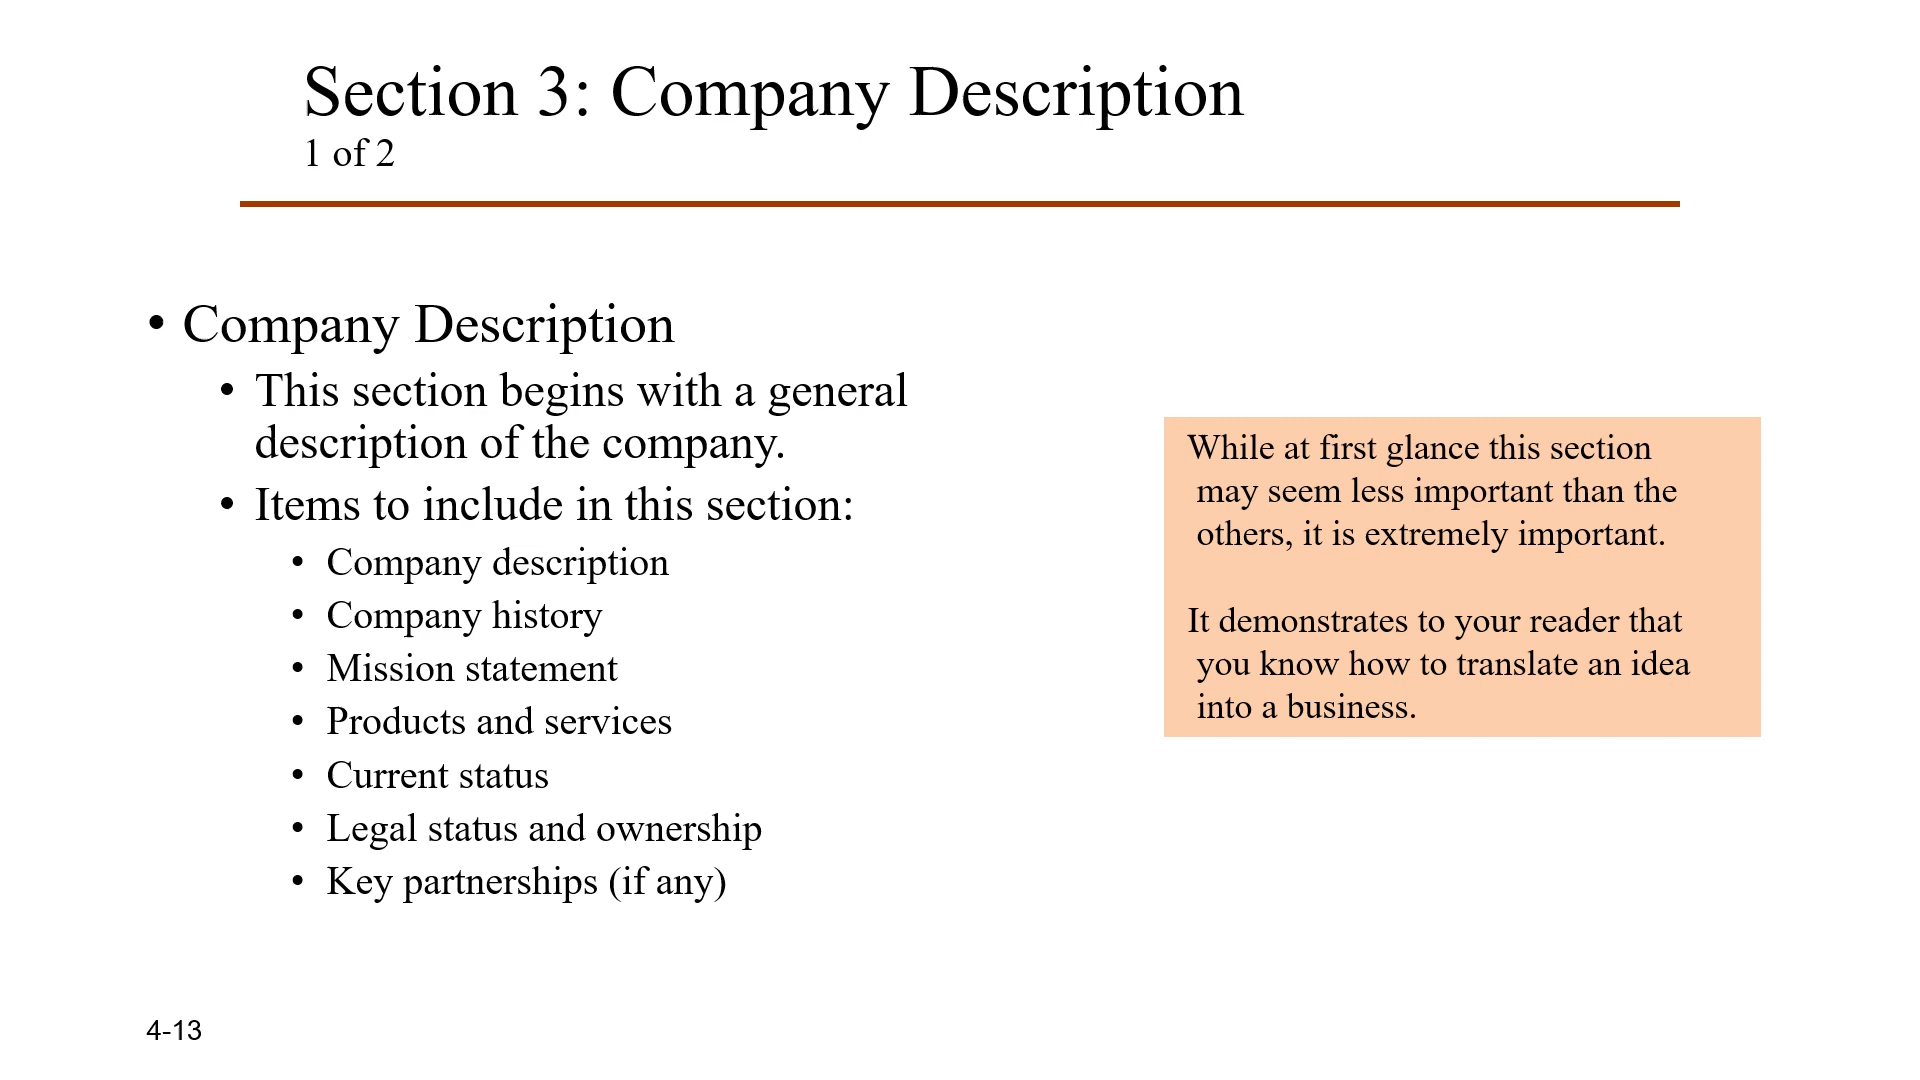 Section 3: Company Description
1 of 2
• Company Description
• This section begins with a general
description of the company.
• Items to include in this section:
• Company description
• Company history
• Mission statement
• Products and services
• Current status
• Legal status and ownership
• Key partnerships (if any)
While at first glance this section
may seem less important than the
others, it is extremely important.
It demonstrates to your reader that
you know how to translate an idea
into a business.
4-13